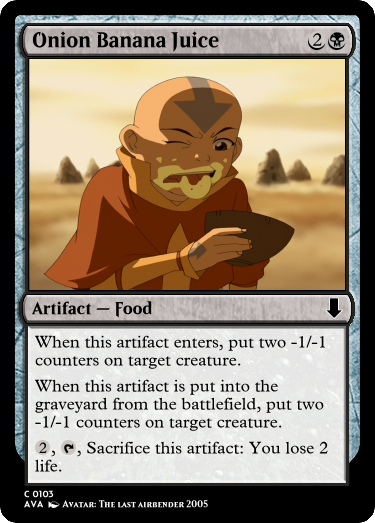 Onion Banana Juice 2
Artifact — Food
When this artifact enters, put two -1/-1
counters on target creature.
When this artifact is put into the
graveyard from the battlefield, put two
-1/-1 counters on target creature.
2, , Sacrifice this artifact: You lose 2
life.
C 0103
AVA Avatar: The last airbender 2005